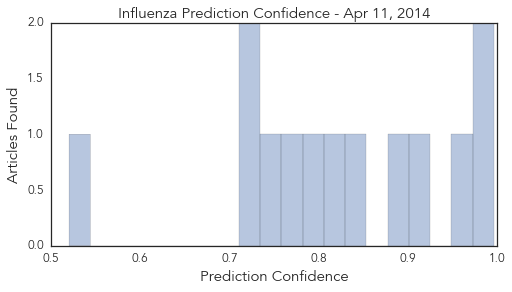 Influenza Prediction Confidence - Apr 11, 2014
2.0
1.5
1.0
0.5
0.0
Articles Found
0.5 0.6 0.7 0.8 0.9 1.0
Prediction Confidence